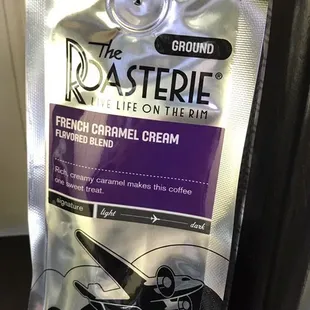 GROUND
The
ROASTERIE®
LIVE LIFE ON THE RIM
FRENCH CARAMEL CREAM
FLAVORED BLEND
Rich, creamy caramel makes this coffee
one sweet treat.
signature light dark